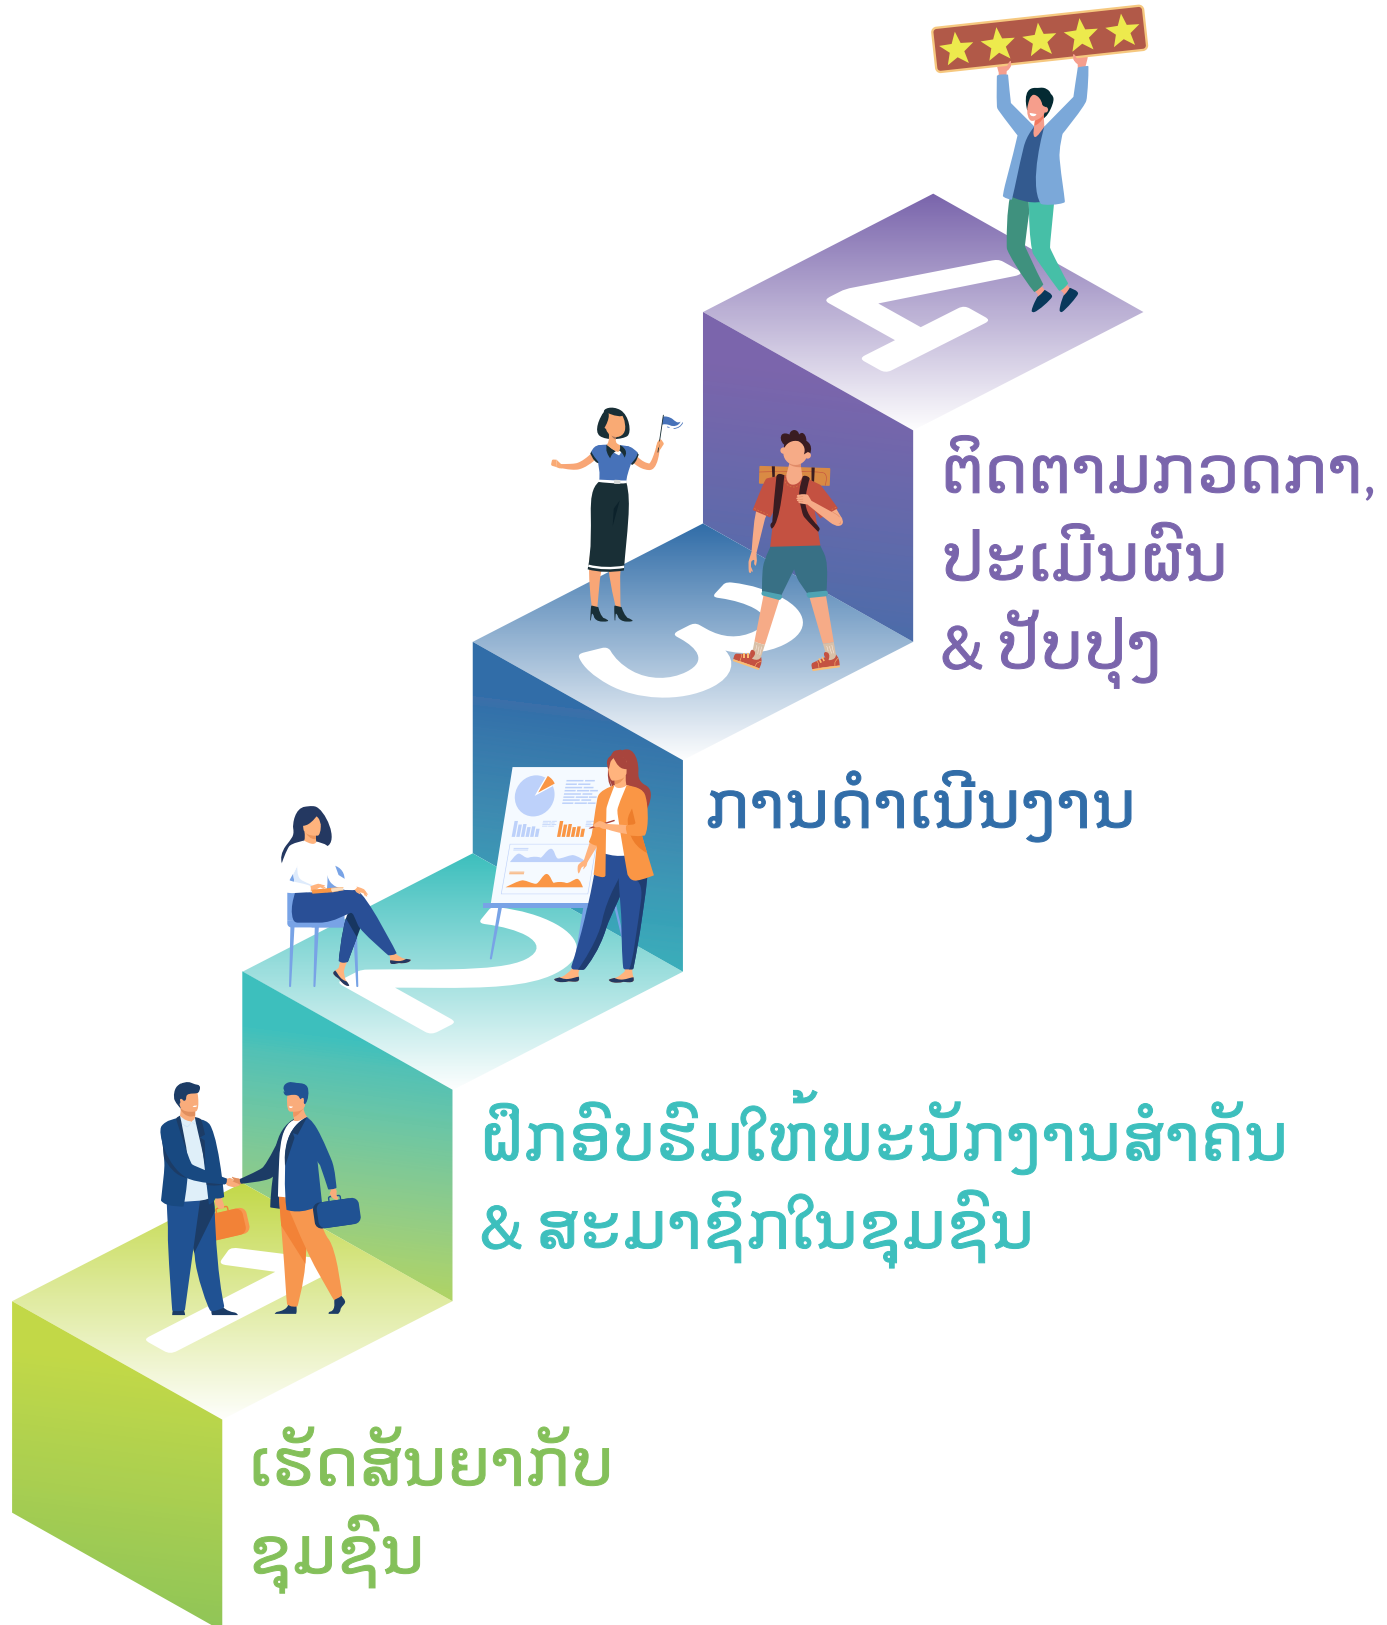 4
ຕິດຕາມກວດກາ,
ປະເມີນຜົນ
& ປັບປຸງ
3
ການດຳເນີນງານ
2
ຝຶກອົບຮົມໃຫ້ພະນັກງານສຳຄັນ
& ສະມາຊິກໃນຊຸມຊົນ
1
ເຮັດສັນຍາກັບ
ຊຸມຊົນ